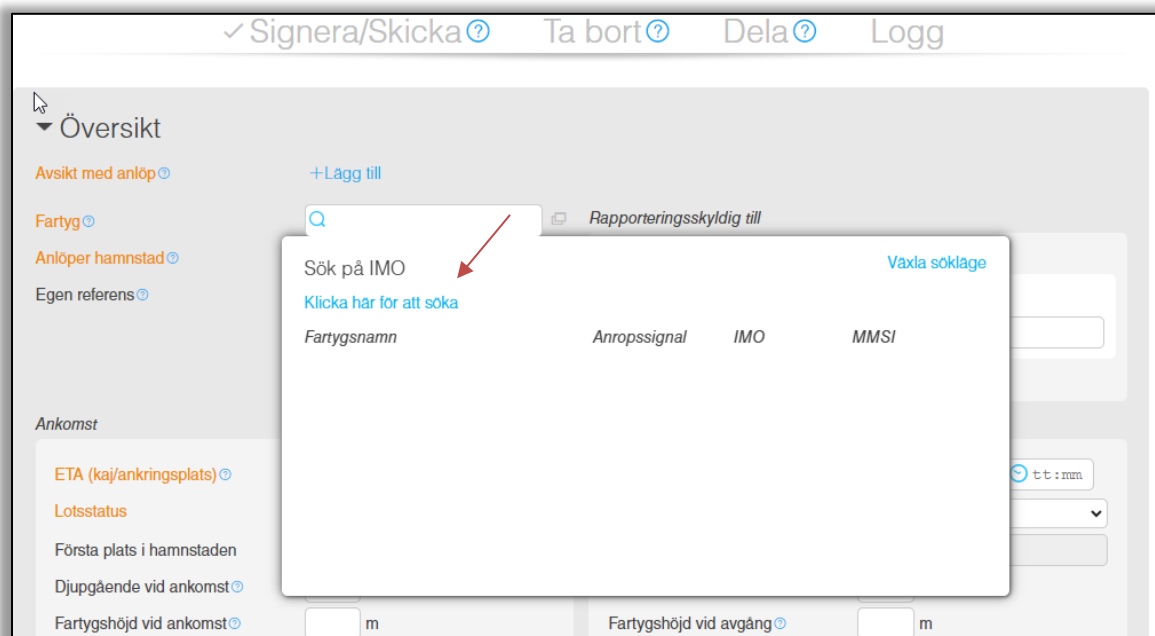 Signera/Skicka Ta bort Dela Logg
Översikt
Avsikt med anlöp +Lägg till
Fartyg Rapporteringsskyldig till
Anlöper hamnstad
Egen referens
Sök på IMO Växla sökläge
Klicka här för att söka
Fartygsnamn Anropssignal IMO MMSI
Ankomst
ETA (kaj/ankringsplats) tt:mm
Lotsstatus
Första plats i hamnstaden
Djupgående vid ankomst
Fartygshöjd vid ankomst m Fartygshöjd vid avgång m